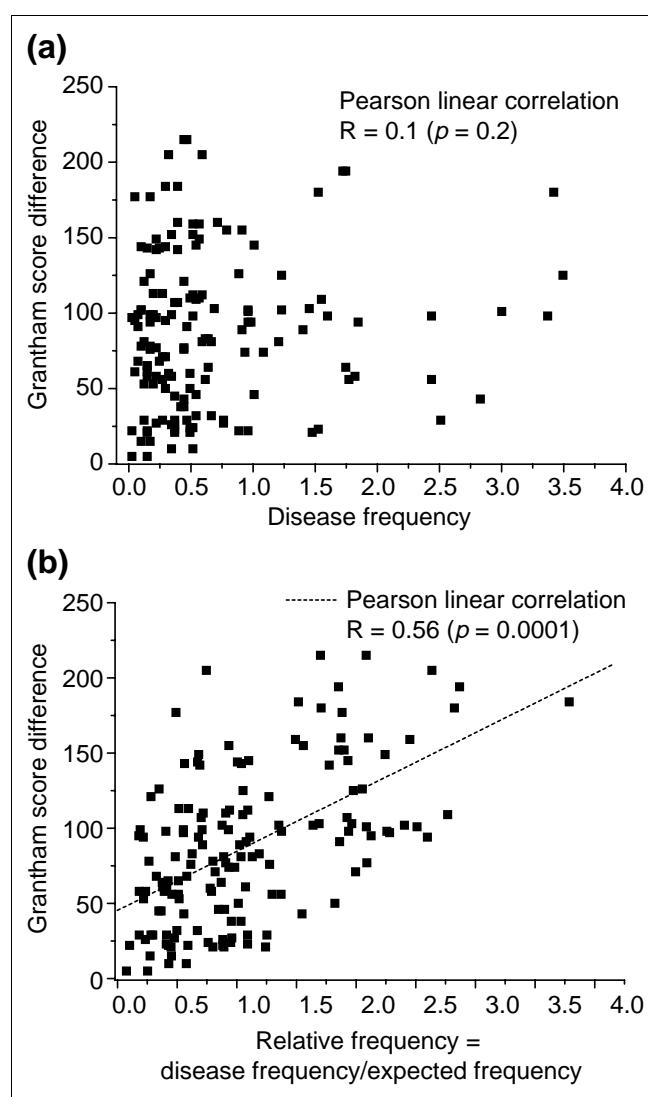 (a)
250
200
150
100
50
0
Grantham score difference
Pearson linear correlation
R = 0.1 (p = 0.2)
0.0 0.5 1.0 1.5 2.0 2.5 3.0 3.5 4.0
Disease frequency
(b)
250
200
150
100
50
0
Grantham score difference
Pearson linear correlation
R = 0.56 (p = 0.0001)
0.0 0.5 1.0 1.5 2.0 2.5 3.0 3.5 4.0
Relative frequency =
disease frequency/expected frequency